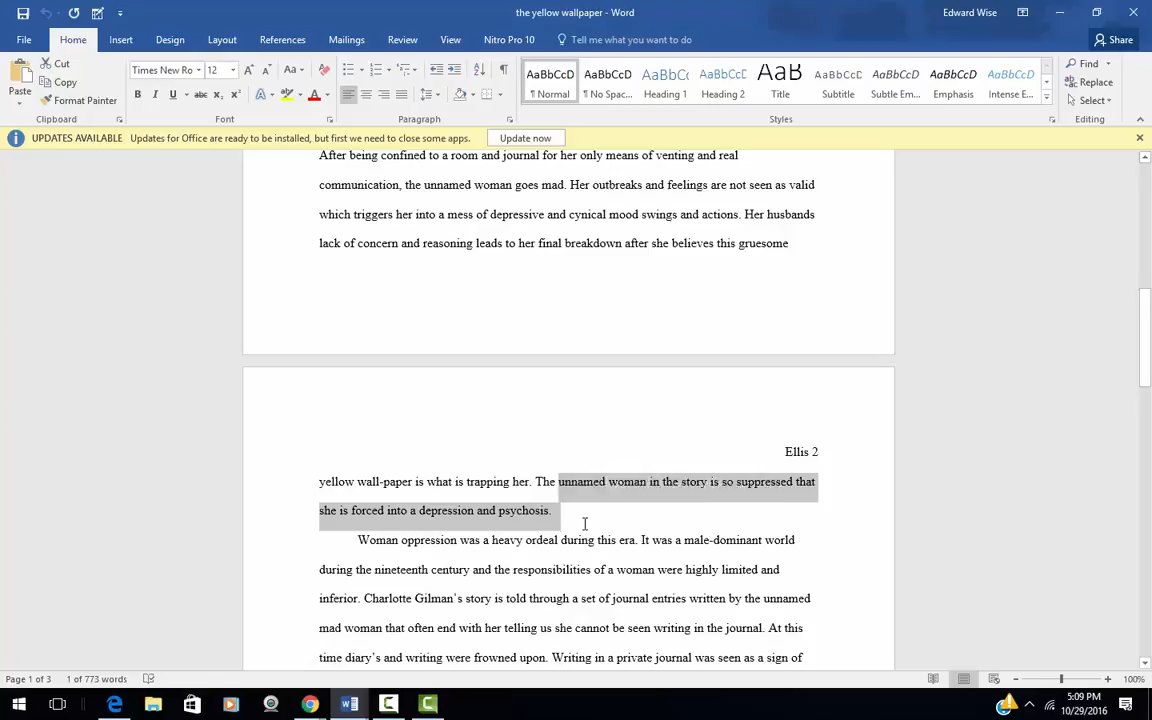 the yellow wallpaper - Word
Edward Wise
File Home Insert Design Layout References Mailings Review View Nitro Pro 10 Tell me what you want to do Share
Paste Cut Copy Format Painter
Times New Ro 12
AaBbCcD AaBbCcD AaBbCc AaBbCcC AaB AaBbCcC AaBbCcD AaBbCcD AaBbCcD
¶ Normal ¶ No Spac... Heading 1 Heading 2 Title Subtitle Subtle Em... Emphasis Intense E...
Find Replace Select
Clipboard Font Paragraph Styles Editing
UPDATES AVAILABLE Updates for Office are ready to be installed, but first we need to close some apps. Update now
After being confined to a room and journal for her only means of venting and real
communication, the unnamed woman goes mad. Her outbreaks and feelings are not seen as valid
which triggers her into a mess of depressive and cynical mood swings and actions. Her husbands
lack of concern and reasoning leads to her final breakdown after she believes this gruesome
Ellis 2
yellow wall-paper is what is trapping her. The unnamed woman in the story is so suppressed that
she is forced into a depression and psychosis.
Woman oppression was a heavy ordeal during this era. It was a male-dominant world
during the nineteenth century and the responsibilities of a woman were highly limited and
inferior. Charlotte Gilman's story is told through a set of journal entries written by the unnamed
mad woman that often end with her telling us she cannot be seen writing in the journal. At this
time diary's and writing were frowned upon. Writing in a private journal was seen as a sign of
Page 1 of 3 1 of 773 words 100%
5:09 PM
10/29/2016